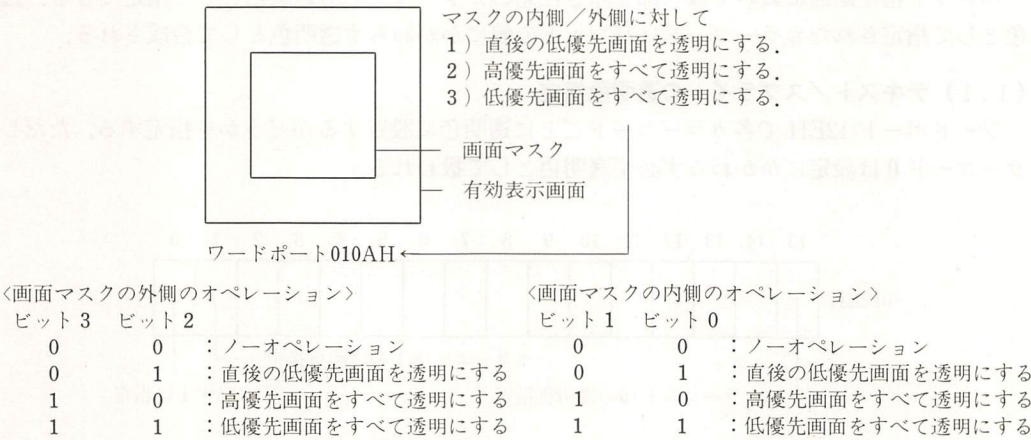 マスクの内側／外側に対して
1）直後の低優先画面を透明にする．
2）高優先画面をすべて透明にする．
3）低優先画面をすべて透明にする．
画面マスク
有効表示画面
ワードポート010AH
〈画面マスクの外側のオペレーション〉
ビット3 ビット2
0 0 ：ノーオペレーション
0 1 ：直後の低優先画面を透明にする
1 0 ：高優先画面をすべて透明にする
1 1 ：低優先画面をすべて透明にする
〈画面マスクの内側のオペレーション〉
ビット1 ビット0
0 0 ：ノーオペレーション
0 1 ：直後の低優先画面を透明にする
1 0 ：高優先画面をすべて透明にする
1 1 ：低優先画面をすべて透明にする